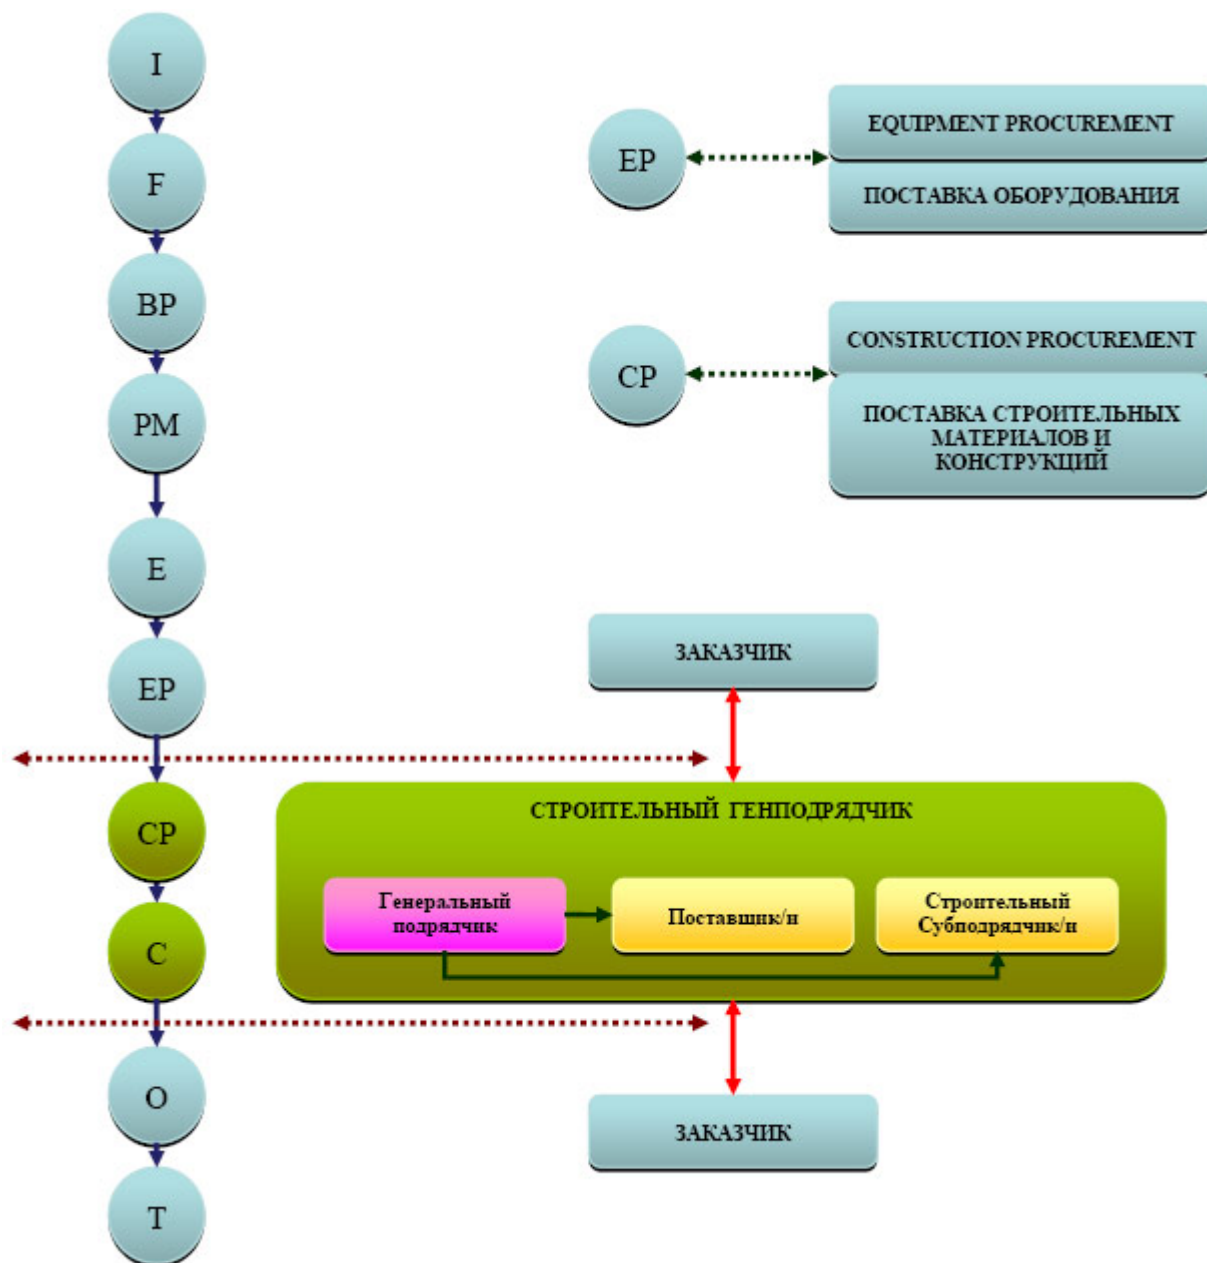 I
F
BP
PM
E
EP
CP
C
O
T
EP
EQUIPMENT PROCUREMENT
ПОСТАВКА ОБОРУДОВАНИЯ
CP
CONSTRUCTION PROCUREMENT
ПОСТАВКА СТРОИТЕЛЬНЫХ
МАТЕРИАЛОВ И
КОНСТРУКЦИЙ
ЗАКАЗЧИК
СТРОИТЕЛЬНЫЙ ГЕНПОДРЯДЧИК
Генеральный
подрядчик
Поставщик/и
Строительный
Субподрядчик/и
ЗАКАЗЧИК